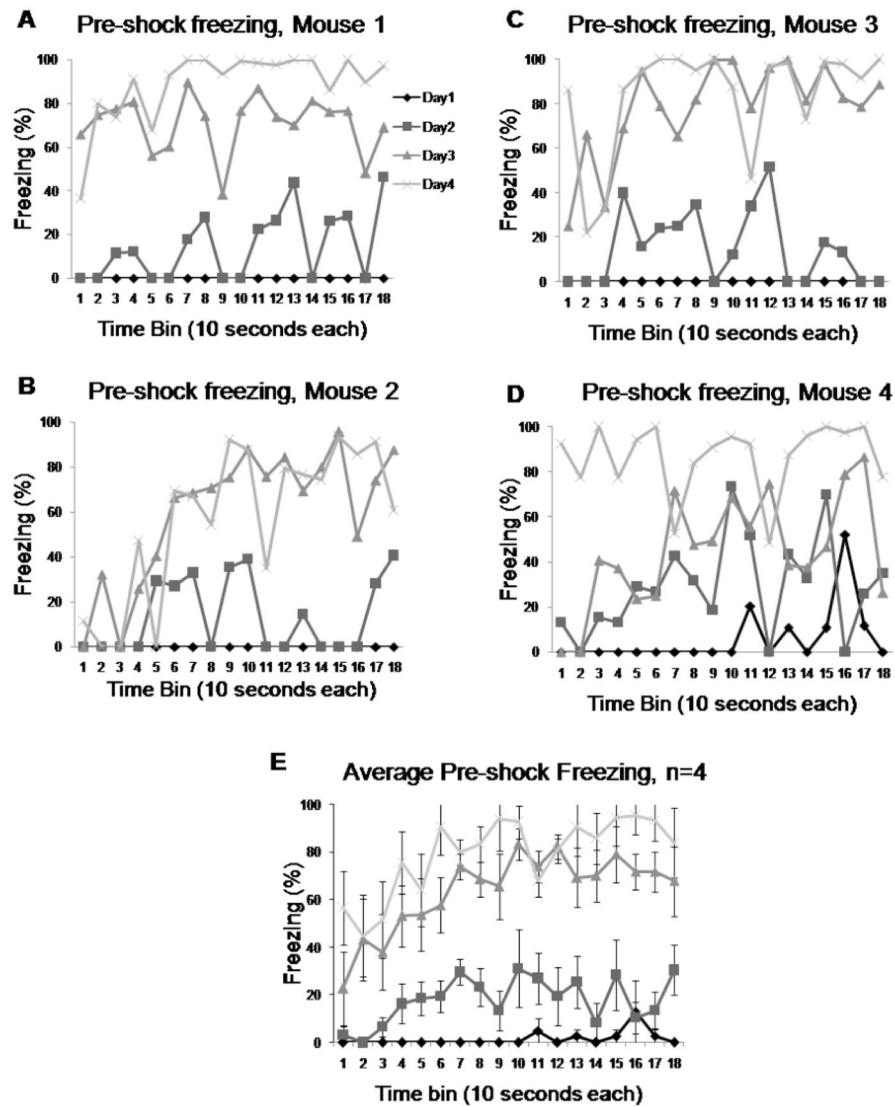 A
Pre-shock freezing, Mouse 1
Freezing (%)
100
80
60
40
20
0
1 2 3 4 5 6 7 8 9 10 11 12 13 14 15 16 17 18
Time Bin (10 seconds each)
Day1
Day2
Day3
Day4
C
Pre-shock freezing, Mouse 3
Freezing (%)
100
80
60
40
20
0
1 2 3 4 5 6 7 8 9 10 11 12 13 14 15 16 17 18
Time Bin (10 seconds each)
B
Pre-shock freezing, Mouse 2
Freezing (%)
100
80
60
40
20
0
1 2 3 4 5 6 7 8 9 10 11 12 13 14 15 16 17 18
Time Bin (10 seconds each)
D
Pre-shock freezing, Mouse 4
Freezing (%)
100
80
60
40
20
0
1 2 3 4 5 6 7 8 9 10 11 12 13 14 15 16 17 18
Time Bin (10 seconds each)
E
Average Pre-shock Freezing, n=4
Freezing (%)
100
80
60
40
20
0
1 2 3 4 5 6 7 8 9 10 11 12 13 14 15 16 17 18
Time bin (10 seconds each)